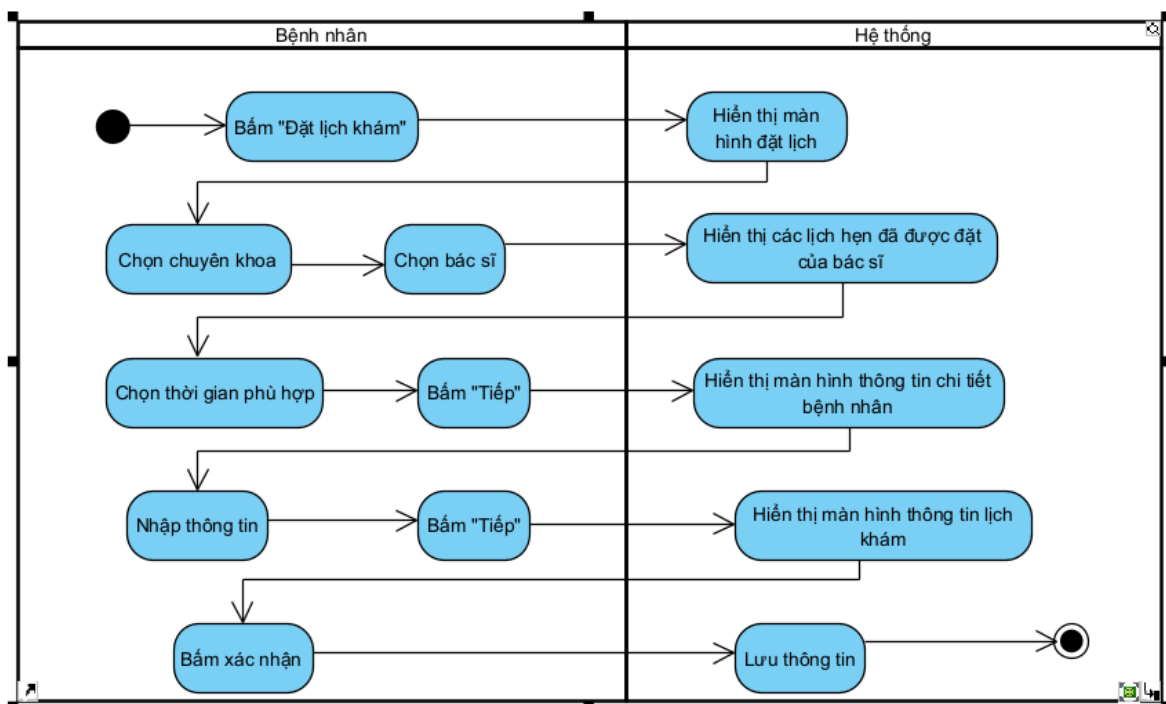 Bệnh nhân
Hệ thống
Bấm "Đặt lịch khám"
Hiển thị màn
hình đặt lịch
Chọn chuyên khoa
Chọn bác sĩ
Hiển thị các lịch hẹn đã được đặt
của bác sĩ
Chọn thời gian phù hợp
Bấm "Tiếp"
Hiển thị màn hình thông tin chi tiết
bệnh nhân
Nhập thông tin
Bấm "Tiếp"
Hiển thị màn hình thông tin lịch
khám
Bấm xác nhận
Lưu thông tin